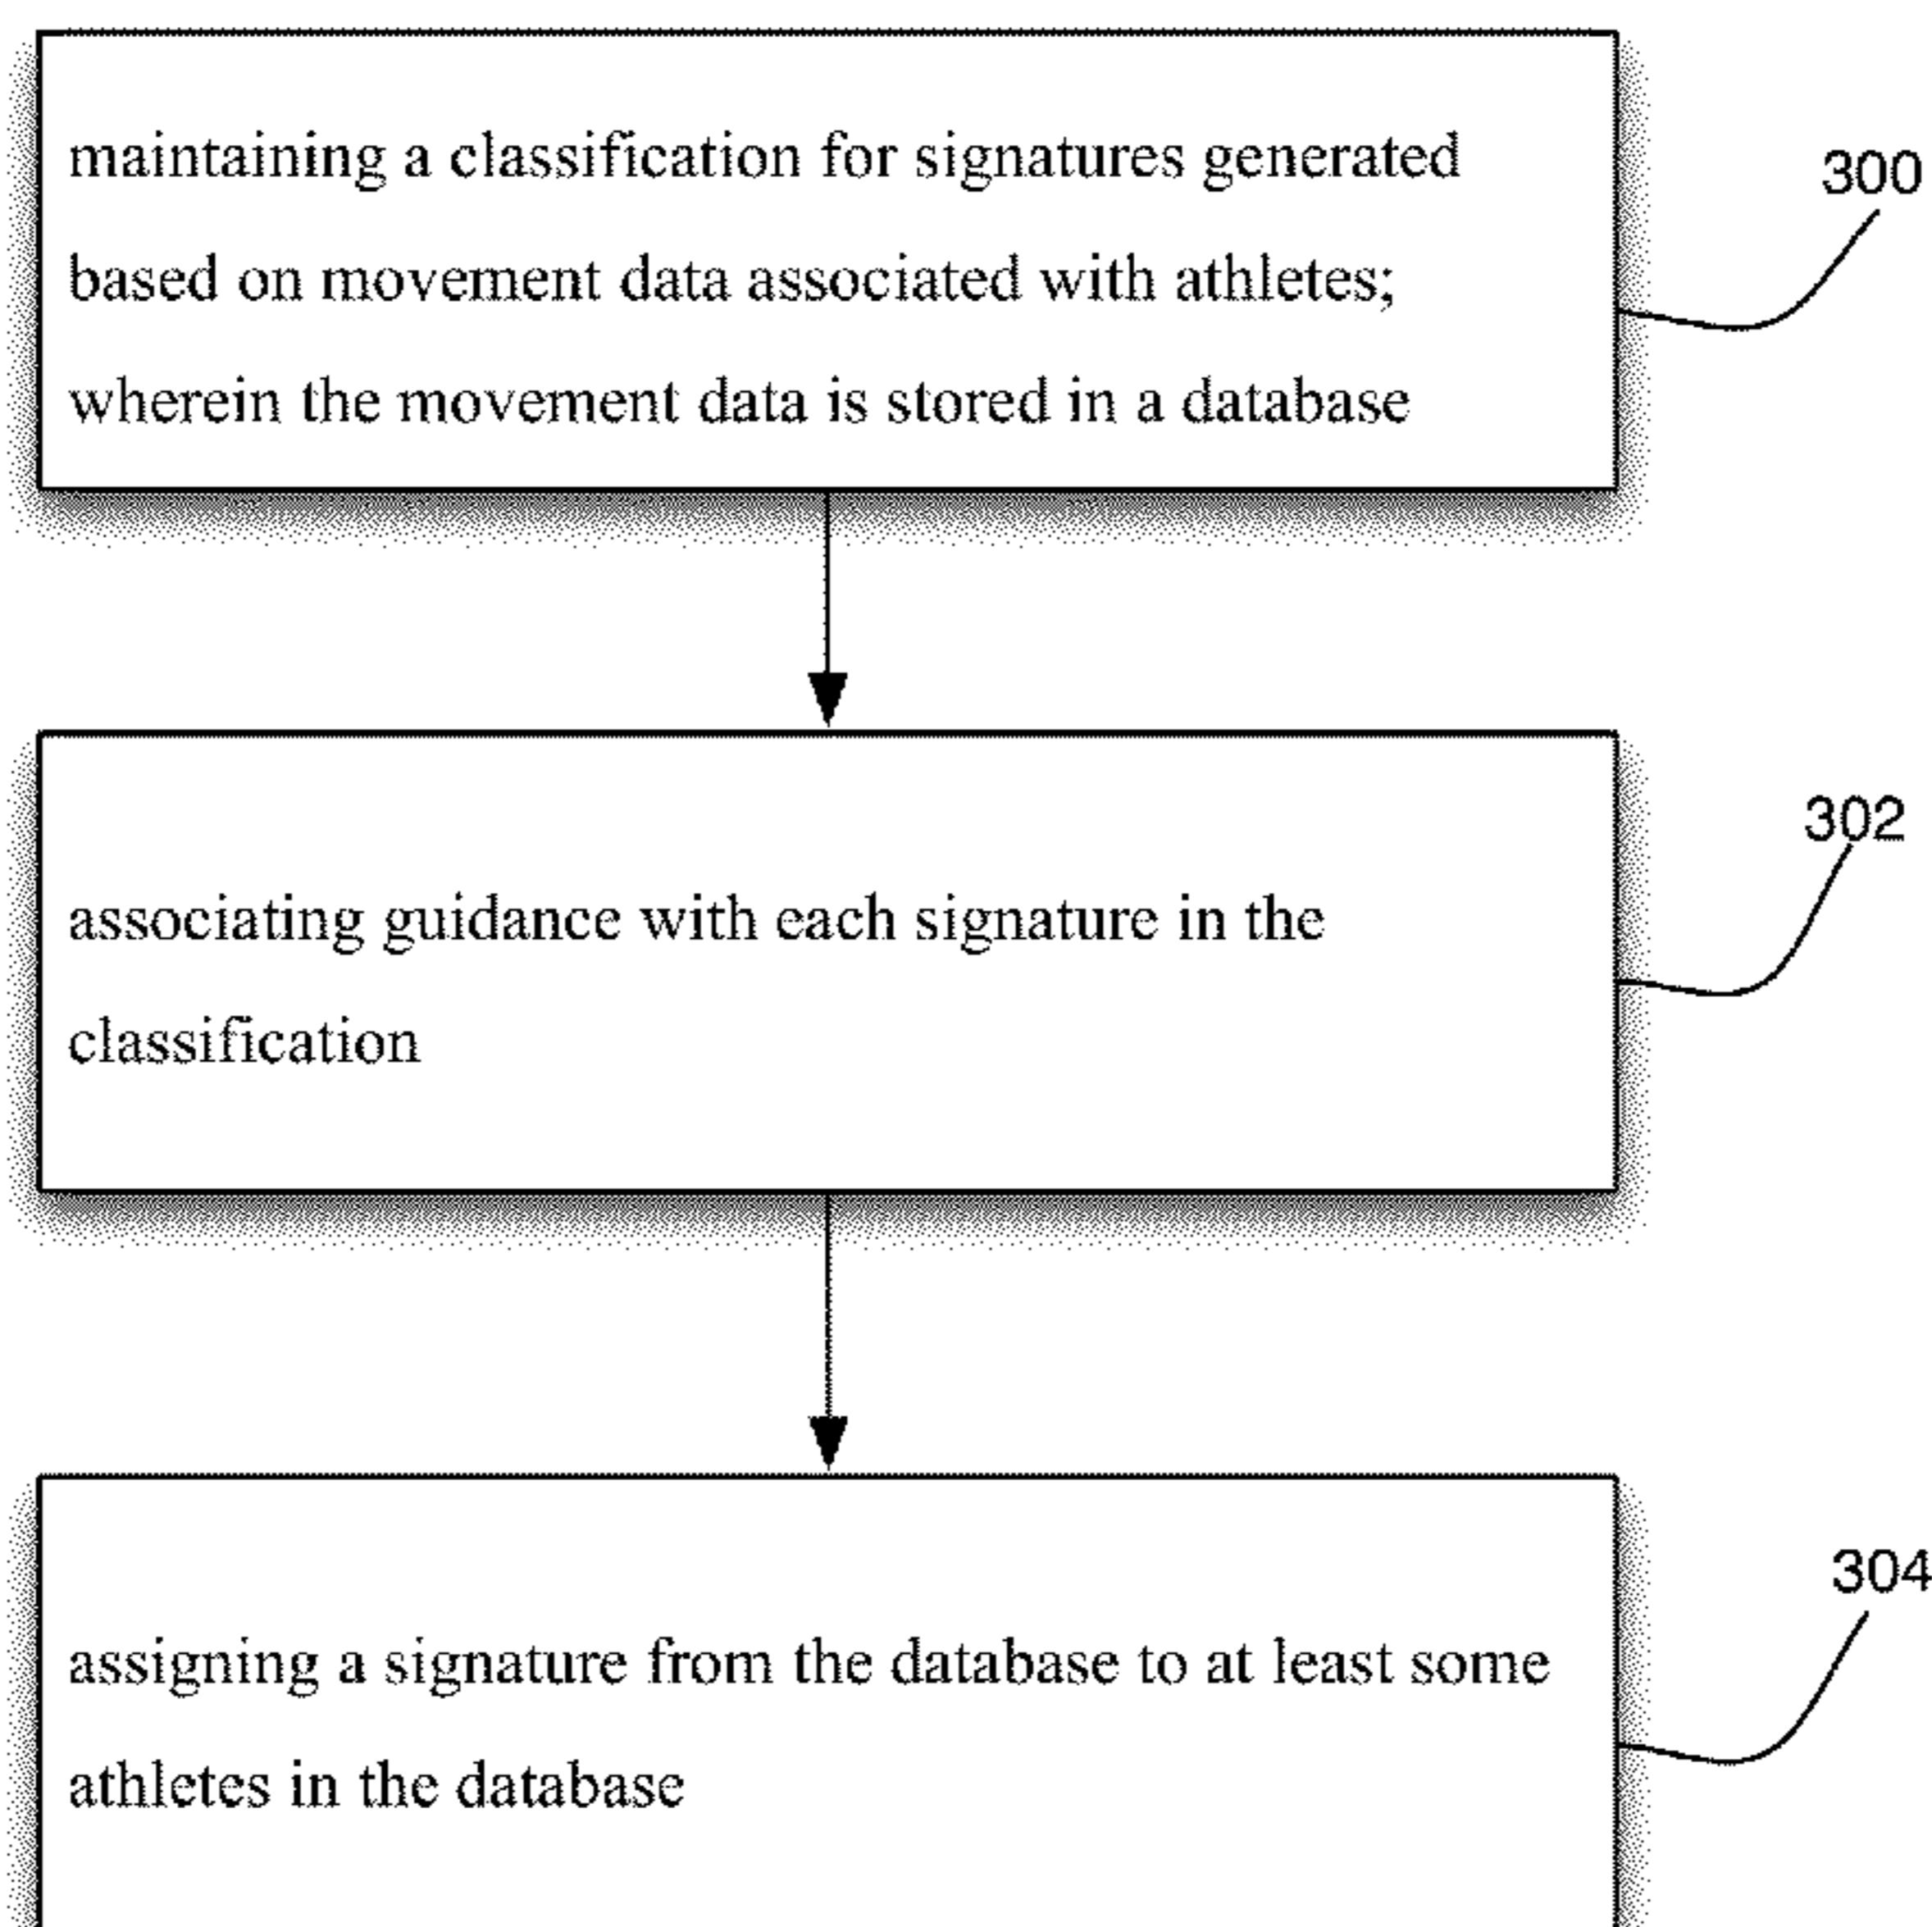 maintaining a classification for signatures generated
300
based on movement data associated with athletes;
wherein the movement data is stored in a database
302
associating guidance with each signature in the
classification
304
assigning a signature from the database to at least some
athletes in the database